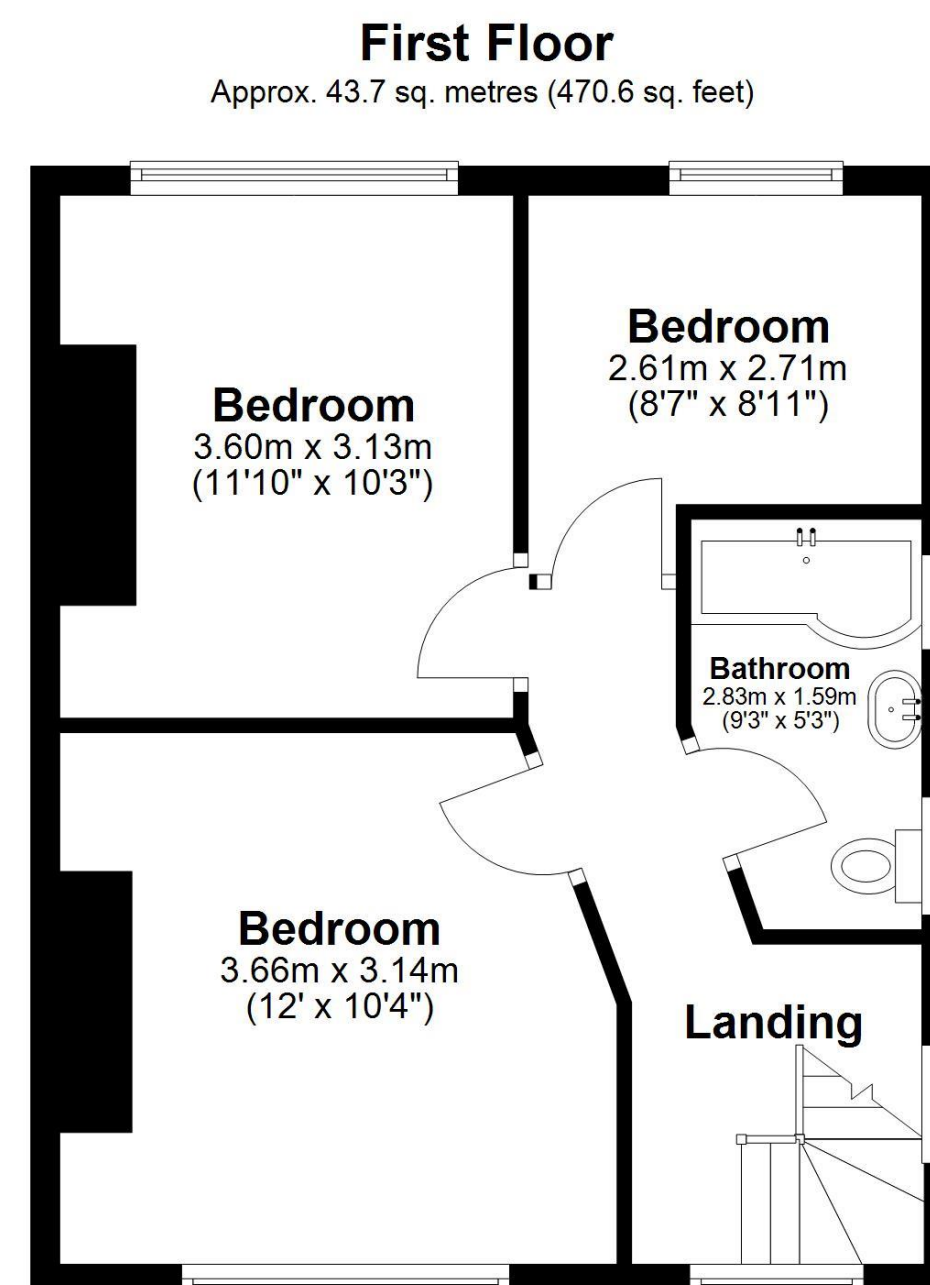 First Floor
Approx. 43.7 sq. metres (470.6 sq. feet)
Bedroom
2.61m x 2.71m
(8'7" x 8'11")
Bedroom
3.60m x 3.13m
(11'10" x 10'3")
Bathroom
2.83m x 1.59m
(9'3" x 5'3")
Bedroom
3.66m x 3.14m
(12' x 10'4")
Landing